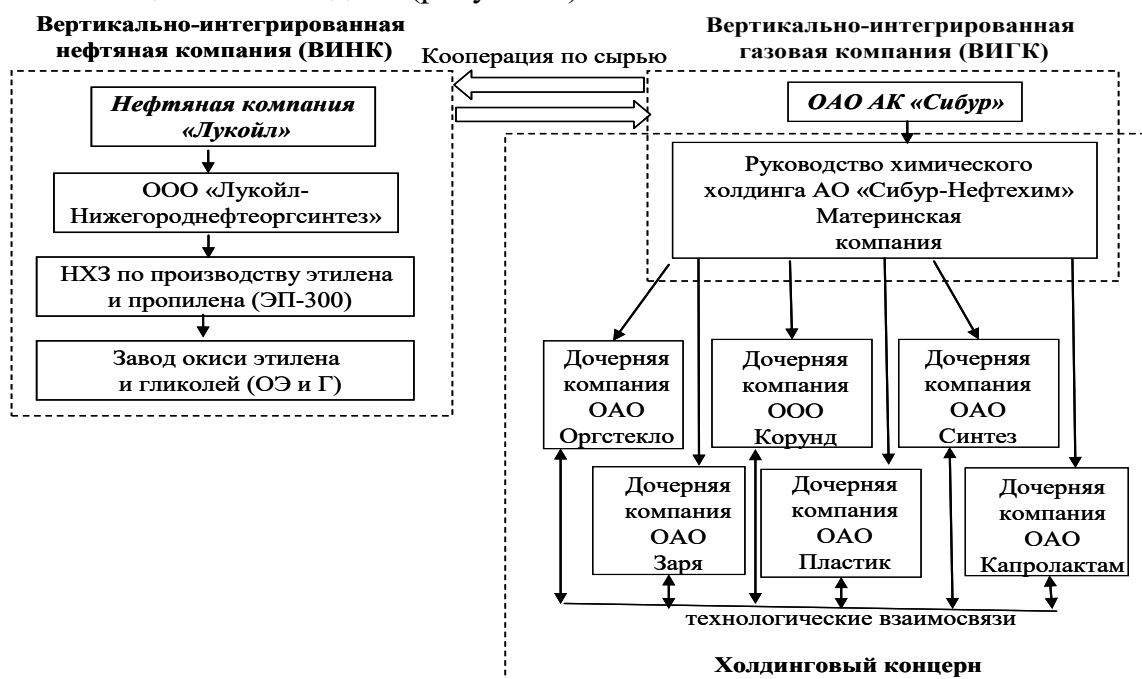 Вертикально-интегрированная
нефтяная компания (ВИНК)
Нефтяная компания
«Лукойл»
ООО «Лукойл-
Нижегороднефтеоргсинтез»
НХЗ по производству этилена
и пропилена (ЭП-300)
Завод окиси этилена
и гликолей (ОЭ и Г)
Кооперация по сырью
Вертикально-интегрированная
газовая компания (ВИГК)
ОАО АК «Сибур»
Руководство химического
холдинга АО «Сибур-Нефтехим»
Материнская
компания
Дочерняя
компания
ОАО
Оргстекло
Дочерняя
компания
ООО
Корунд
Дочерняя
компания
ОАО
Синтез
Дочерняя
компания
ОАО
Заря
Дочерняя
компания
ОАО
Пластик
Дочерняя
компания
ОАО
Капролактам
технологические взаимосвязи
Холдинговый концерн